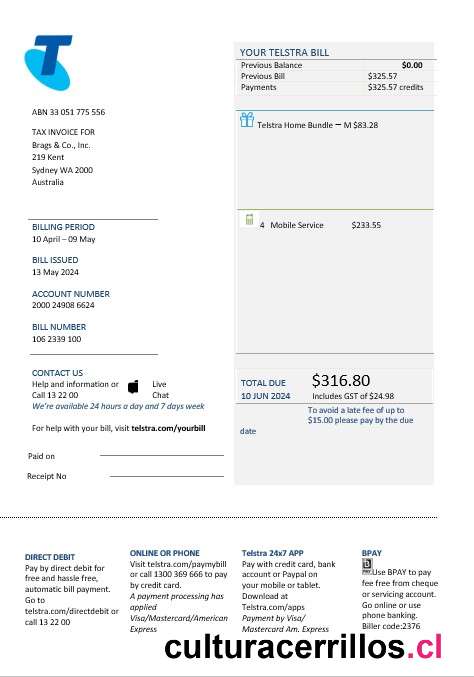 YOUR TELSTRA BILL
Previous Balance $0.00
Previous Bill $325.57
Payments $325.57 credits
ABN 33 051 775 556
TAX INVOICE FOR
Brags & Co., Inc.
219 Kent
Sydney WA 2000
Australia
Telstra Home Bundle – M $83.28
4 Mobile Service $233.55
BILLING PERIOD
10 April – 09 May
BILL ISSUED
13 May 2024
ACCOUNT NUMBER
2000 24908 6624
BILL NUMBER
106 2339 100
CONTACT US
Help and information or Live
Call 13 22 00 Chat
We're available 24 hours a day and 7 days week
For help with your bill, visit telstra.com/yourbill
TOTAL DUE $316.80
10 JUN 2024 Includes GST of $24.98
To avoid a late fee of up to
$15.00 please pay by the due
date
Paid on
Receipt No
DIRECT DEBIT
Pay by direct debit for
free and hassle free,
automatic bill payment.
Go to
telstra.com/directdebit or
call 13 22 00
ONLINE OR PHONE
Visit telstra.com/paymybill
or call 1300 369 666 to pay
by credit card.
A payment processing has
applied
Visa/Mastercard/American
Express
Telstra 24x7 APP
Pay with credit card, bank
account or Paypal on
your mobile or tablet.
Download at
Telstra.com/apps
Payment by Visa/
Mastercard Am. Express
BPAY
Use BPAY to pay
fee free from cheque
or servicing account.
Go online or use
phone banking.
Biller code:2376
culturacerrillos.cl